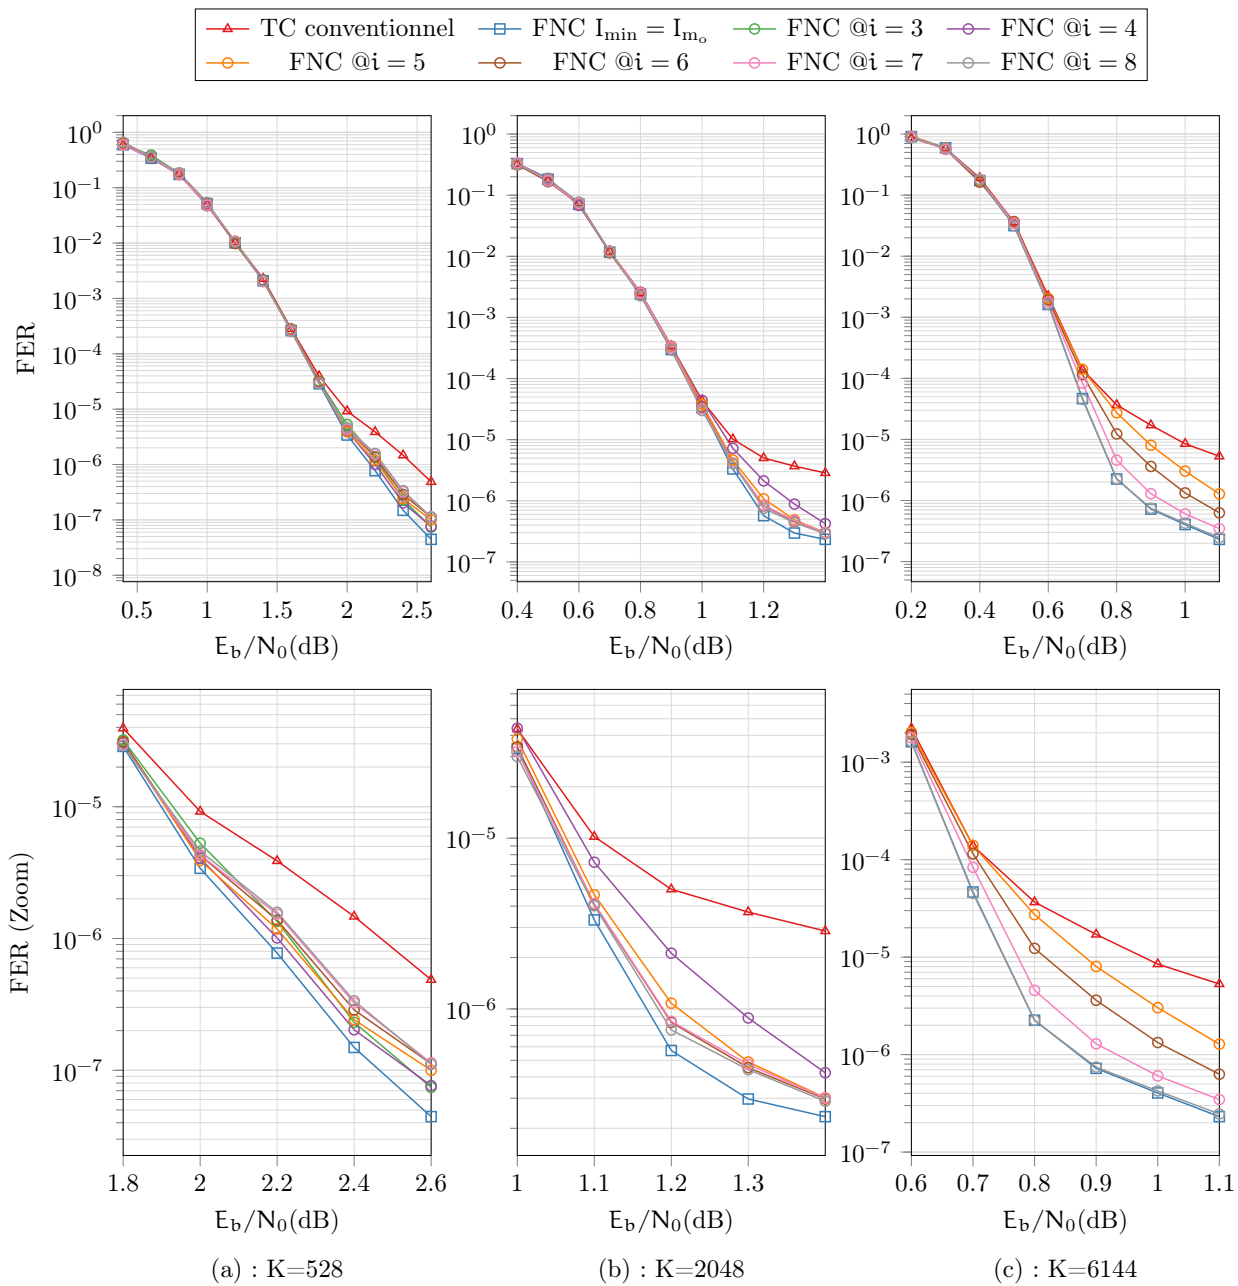 TC conventionnel FNC I_min = I_m_o FNC @i = 3 FNC @i = 4
FNC @i = 5 FNC @i = 6 FNC @i = 7 FNC @i = 8
FER
10^0
10^−1
10^−2
10^−3
10^−4
10^−5
10^−6
10^−7
10^−8
0.5 1 1.5 2 2.5
E_b/N_0(dB)
10^0
10^−1
10^−2
10^−3
10^−4
10^−5
10^−6
10^−7
0.4 0.6 0.8 1 1.2
E_b/N_0(dB)
10^0
10^−1
10^−2
10^−3
10^−4
10^−5
10^−6
10^−7
0.2 0.4 0.6 0.8 1
E_b/N_0(dB)
FER (Zoom)
10^−5
10^−6
10^−7
1.8 2 2.2 2.4 2.6
E_b/N_0(dB)
(a) : K=528
10^−5
10^−6
1 1.1 1.2 1.3
E_b/N_0(dB)
(b) : K=2048
10^−3
10^−4
10^−5
10^−6
10^−7
0.6 0.7 0.8 0.9 1 1.1
E_b/N_0(dB)
(c) : K=6144